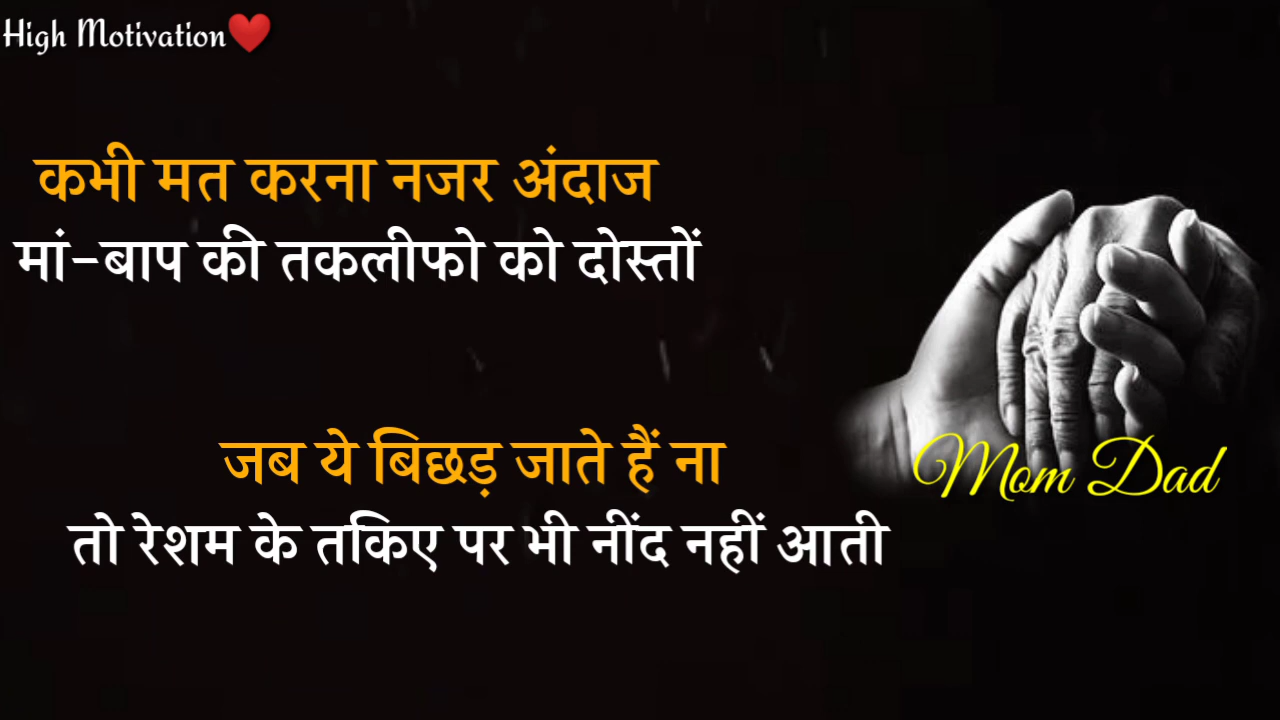 High Motivation❤️
कभी मत करना नजर अंदाज
मां-बाप की तकलीफो को दोस्तों
जब ये बिछड़ जाते हैं ना
तो रेशम के तकिए पर भी नींद नहीं आती
Mom Dad